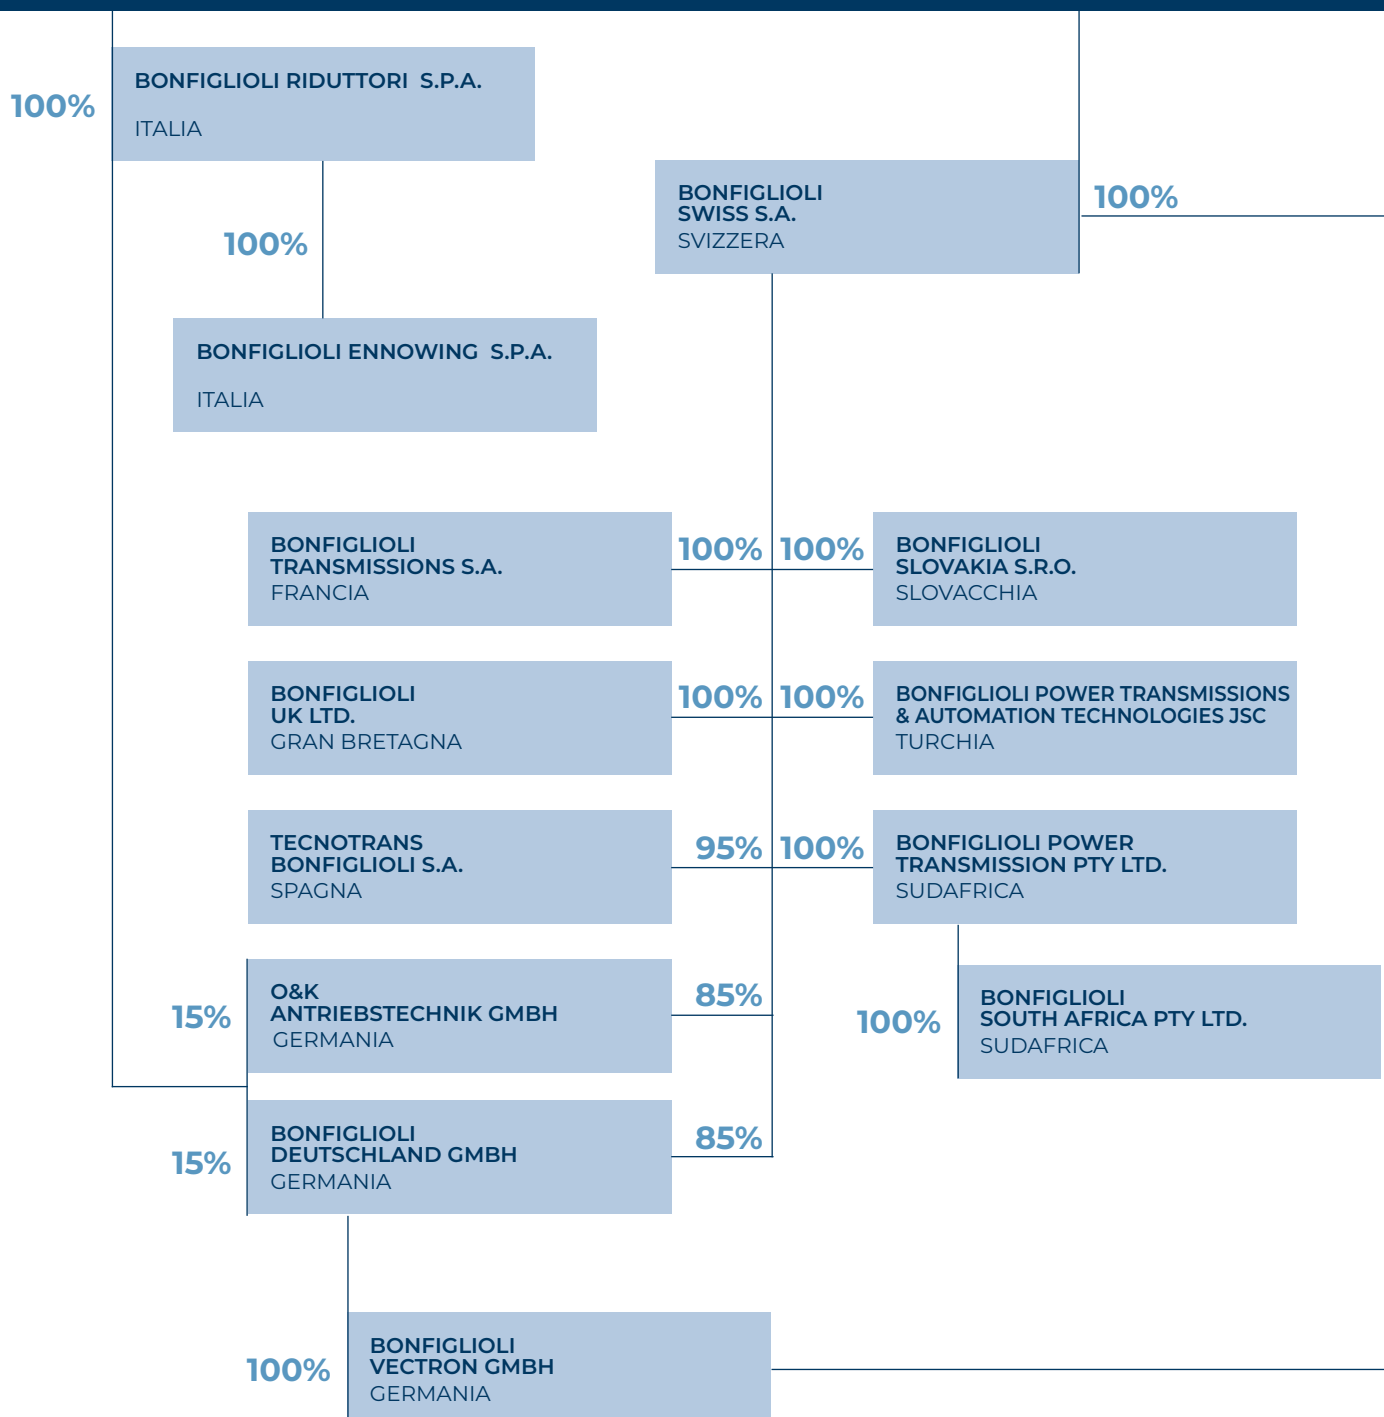 BONFIGLIOLI RIDUTTORI S.P.A.
100%
ITALIA
BONFIGLIOLI
SWISS S.A.
SVIZZERA
100%
100%
BONFIGLIOLI ENNOWING S.P.A.
ITALIA
BONFIGLIOLI
TRANSMISSIONS S.A.
FRANCIA
100%
100%
BONFIGLIOLI
SLOVAKIA S.R.O.
SLOVACCHIA
BONFIGLIOLI
UK LTD.
GRAN BRETAGNA
100%
100%
BONFIGLIOLI POWER TRANSMISSIONS
& AUTOMATION TECHNOLOGIES JSC
TURCHIA
TECNOTRANS
BONFIGLIOLI S.A.
SPAGNA
95%
100%
BONFIGLIOLI POWER
TRANSMISSION PTY LTD.
SUDAFRICA
15%
O&K
ANTRIEBSTECHNIK GMBH
GERMANIA
85%
100%
BONFIGLIOLI
SOUTH AFRICA PTY LTD.
SUDAFRICA
15%
BONFIGLIOLI
DEUTSCHLAND GMBH
GERMANIA
85%
100%
BONFIGLIOLI
VECTRON GMBH
GERMANIA